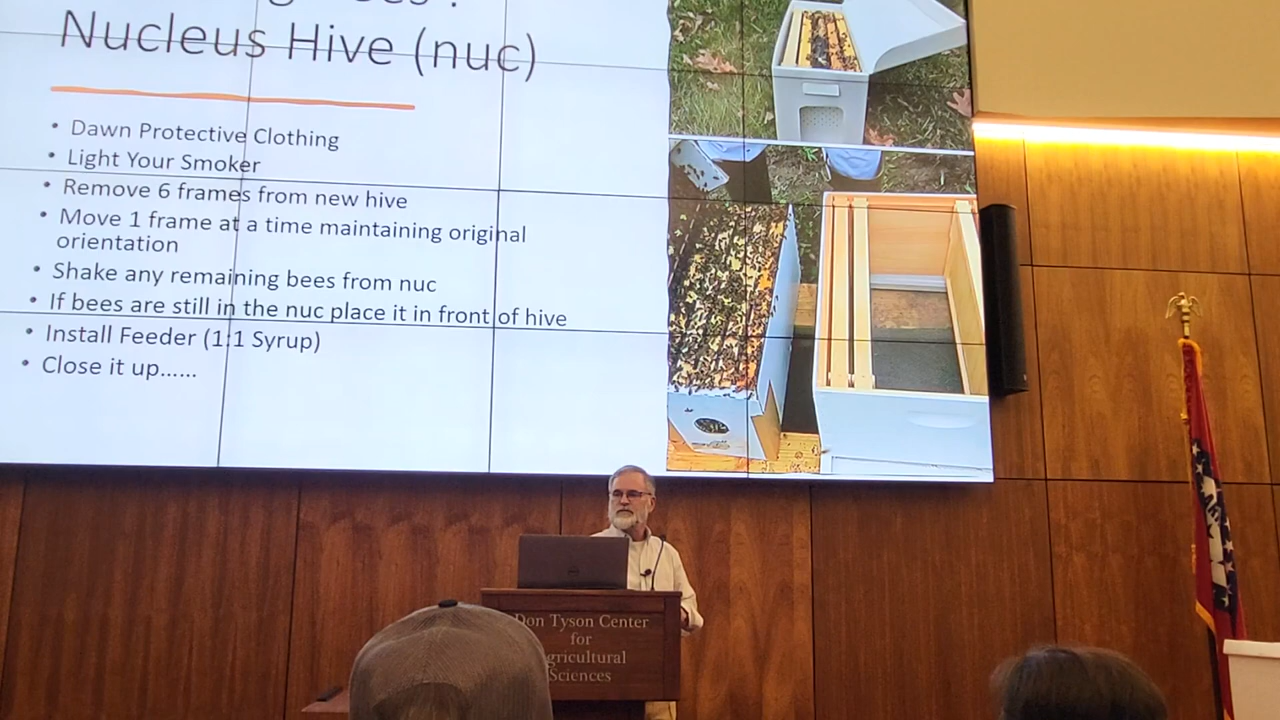 Nucleus Hive (nuc)
• Dawn Protective Clothing
• Light Your Smoker
• Remove 6 frames from new hive
• Move 1 frame at a time maintaining original
orientation
• Shake any remaining bees from nuc
• If bees are still in the nuc place it in front of hive
• Install Feeder (1:1 Syrup)
• Close it up......
Don Tyson Center
for
gricultural
Sciences